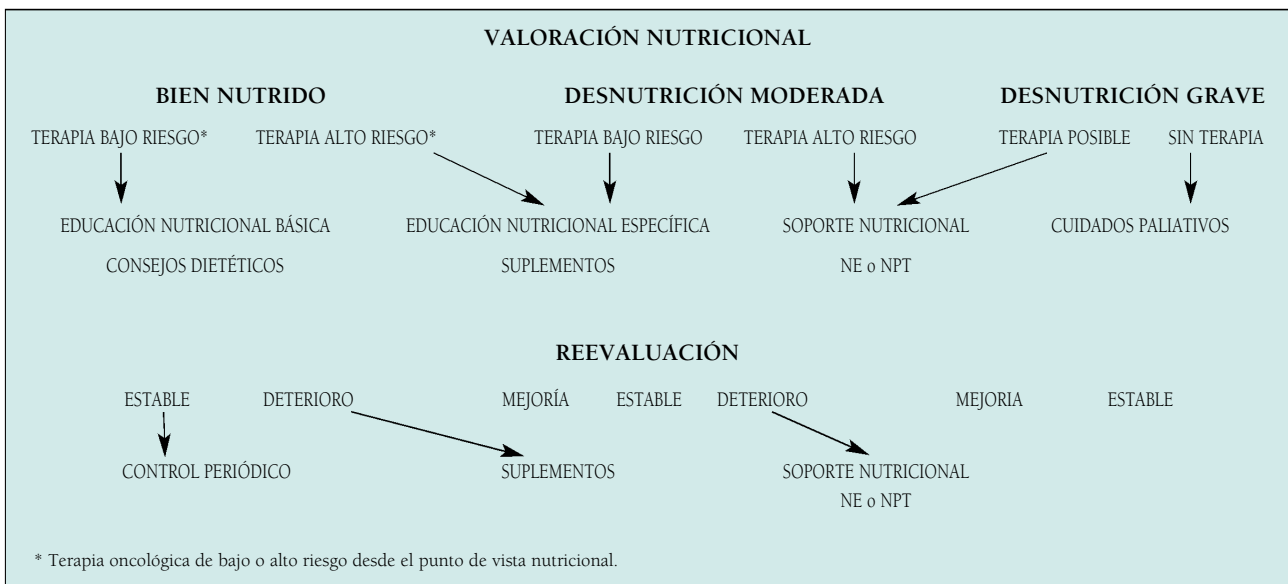 VALORACIÓN NUTRICIONAL
BIEN NUTRIDO DESNUTRICIÓN MODERADA DESNUTRICIÓN GRAVE
TERAPIA BAJO RIESGO* TERAPIA ALTO RIESGO* TERAPIA BAJO RIESGO TERAPIA ALTO RIESGO TERAPIA POSIBLE SIN TERAPIA
EDUCACIÓN NUTRICIONAL BÁSICA EDUCACIÓN NUTRICIONAL ESPECÍFICA SOPORTE NUTRICIONAL CUIDADOS PALIATIVOS
CONSEJOS DIETÉTICOS SUPLEMENTOS NE o NPT
REEVALUACIÓN
ESTABLE DETERIORO MEJORÍA ESTABLE DETERIORO MEJORIA ESTABLE
CONTROL PERIÓDICO SUPLEMENTOS SOPORTE NUTRICIONAL
NE o NPT
* Terapia oncológica de bajo o alto riesgo desde el punto de vista nutricional.